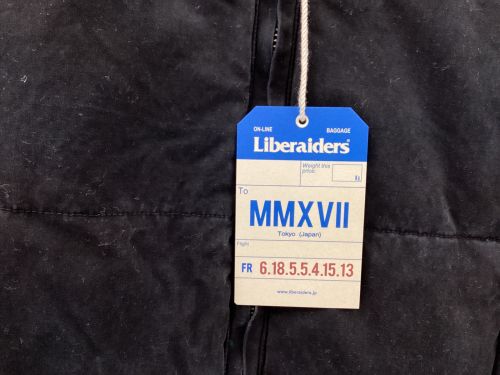 ON-LINE BAGGAGE
Liberaiders
Weight this
piece.
To
MMXVII
Tokyo (Japan)
Flight
FR 6.18.5.5.4.15.13
www.liberaiders.jp